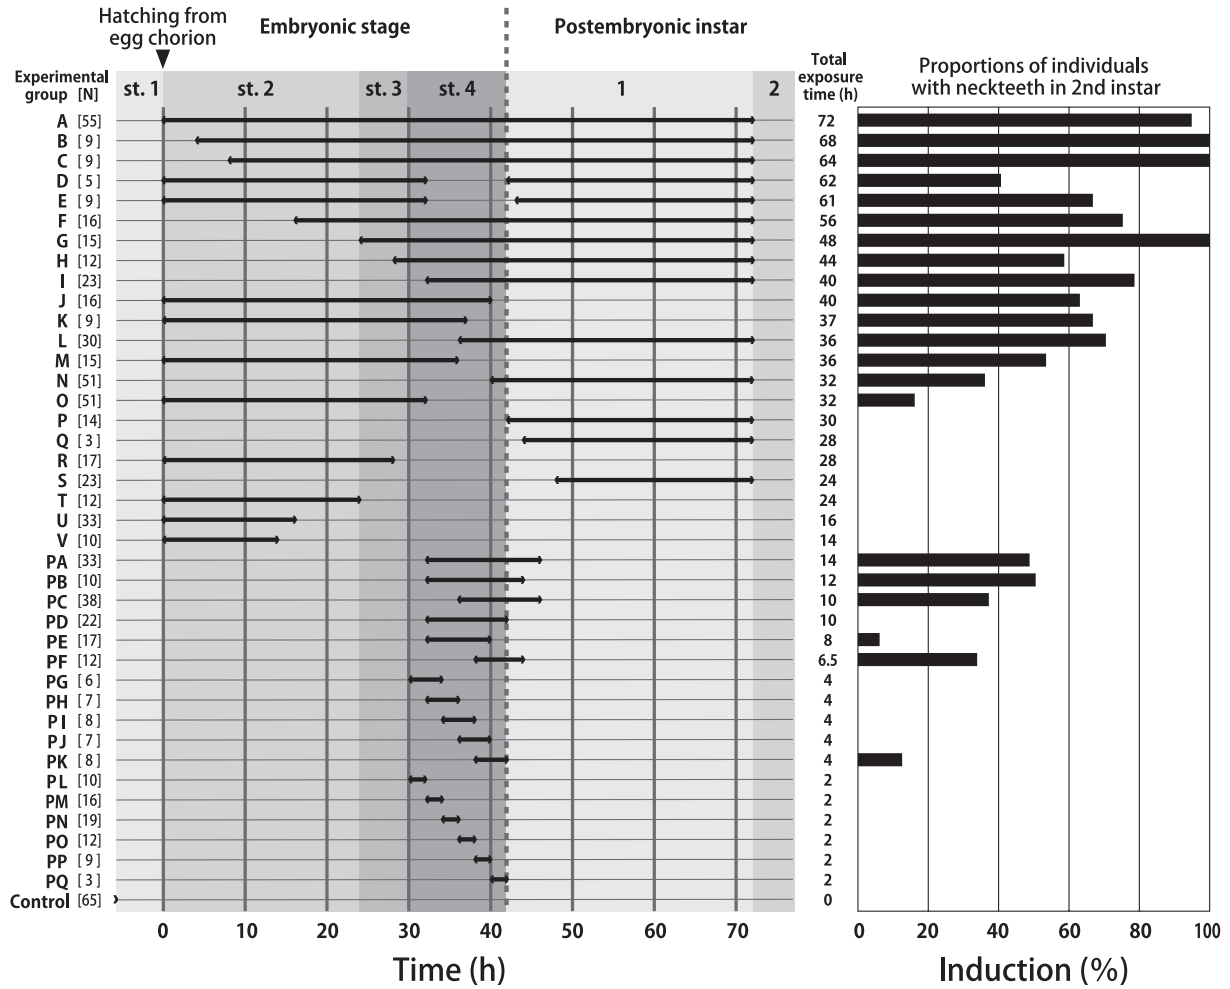 Hatching from
egg chorion
Embryonic stage
Postembryonic instar
Experimental
group [N]
st. 1
st. 2
st. 3
st. 4
1
2
Total
exposure
time (h)
Proportions of individuals
with neckteeth in 2nd instar
A [55] 72
B [9] 68
C [9] 64
D [5] 62
E [9] 61
F [16] 56
G [15] 48
H [12] 44
I [23] 40
J [16] 40
K [9] 37
L [30] 36
M [15] 36
N [51] 32
O [51] 32
P [14] 30
Q [3] 28
R [17] 28
S [23] 24
T [12] 24
U [33] 16
V [10] 14
PA [33] 14
PB [10] 12
PC [38] 10
PD [22] 10
PE [17] 8
PF [12] 6.5
PG [6] 4
PH [7] 4
PI [8] 4
PJ [7] 4
PK [8] 4
PL [10] 2
PM [16] 2
PN [19] 2
PO [12] 2
PP [9] 2
PQ [3] 2
Control [65] 0
0 10 20 30 40 50 60 70
0 20 40 60 80 100
Time (h)
Induction (%)